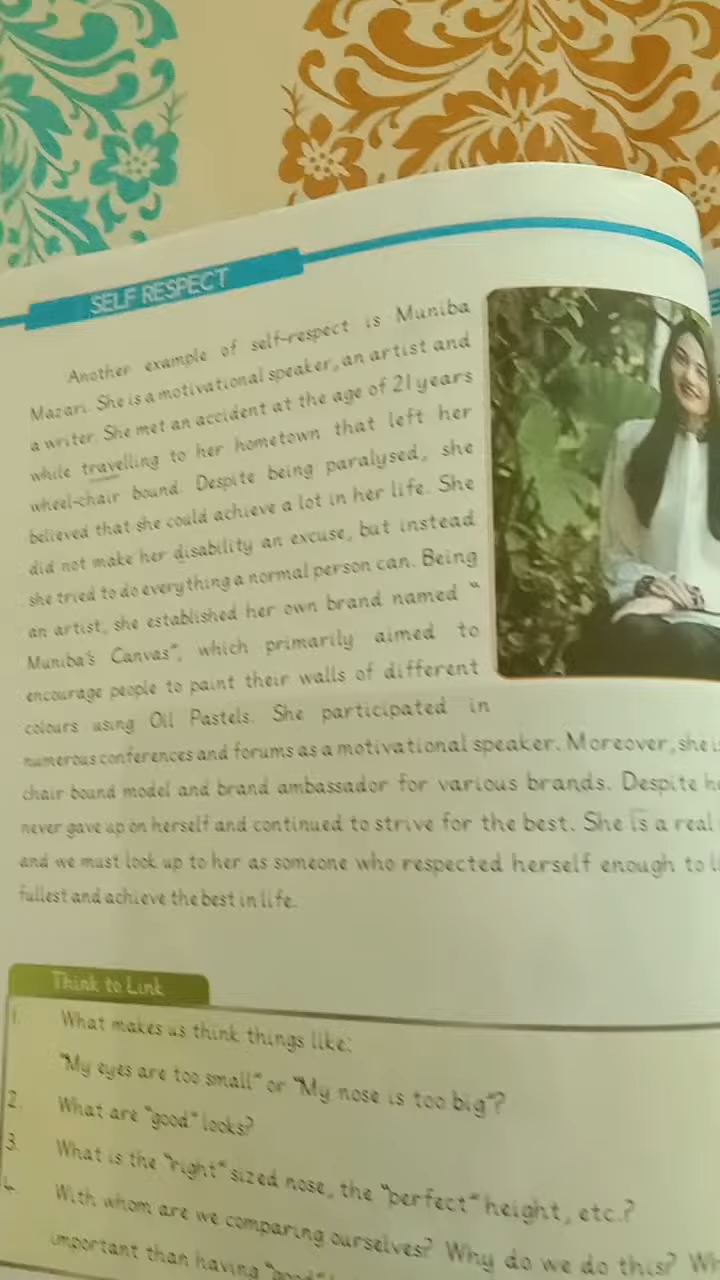 SELF RESPECT
Another example of self-respect is Muniba
Mazari. She is a motivational speaker, an artist and
a writer. She met an accident at the age of 21 years
while travelling to her hometown that left her
wheel-chair bound. Despite being paralysed, she
believed that she could achieve a lot in her life. She
did not make her disability an excuse, but instead
she tried to do everything a normal person can. Being
an artist, she established her own brand named "
Muniba's Canvas", which primarily aimed to
encourage people to paint their walls of different
colours using Oil Pastels. She participated in
numerous conferences and forums as a motivational speaker. Moreover, she is
chair bound model and brand ambassador for various brands. Despite
never gave up on herself and continued to strive for the best. She is a real
and we must look up to her as someone who respected herself enough to
fullest and achieve the best in life.
Think to Link
1. What makes us think things like:
"My eyes are too small" or "My nose is too big"?
2. What are "good" looks?
3. What is the "right" sized nose, the "perfect" height, etc.?
4. With whom are we comparing ourselves? Why do we do this?
important than having "good"